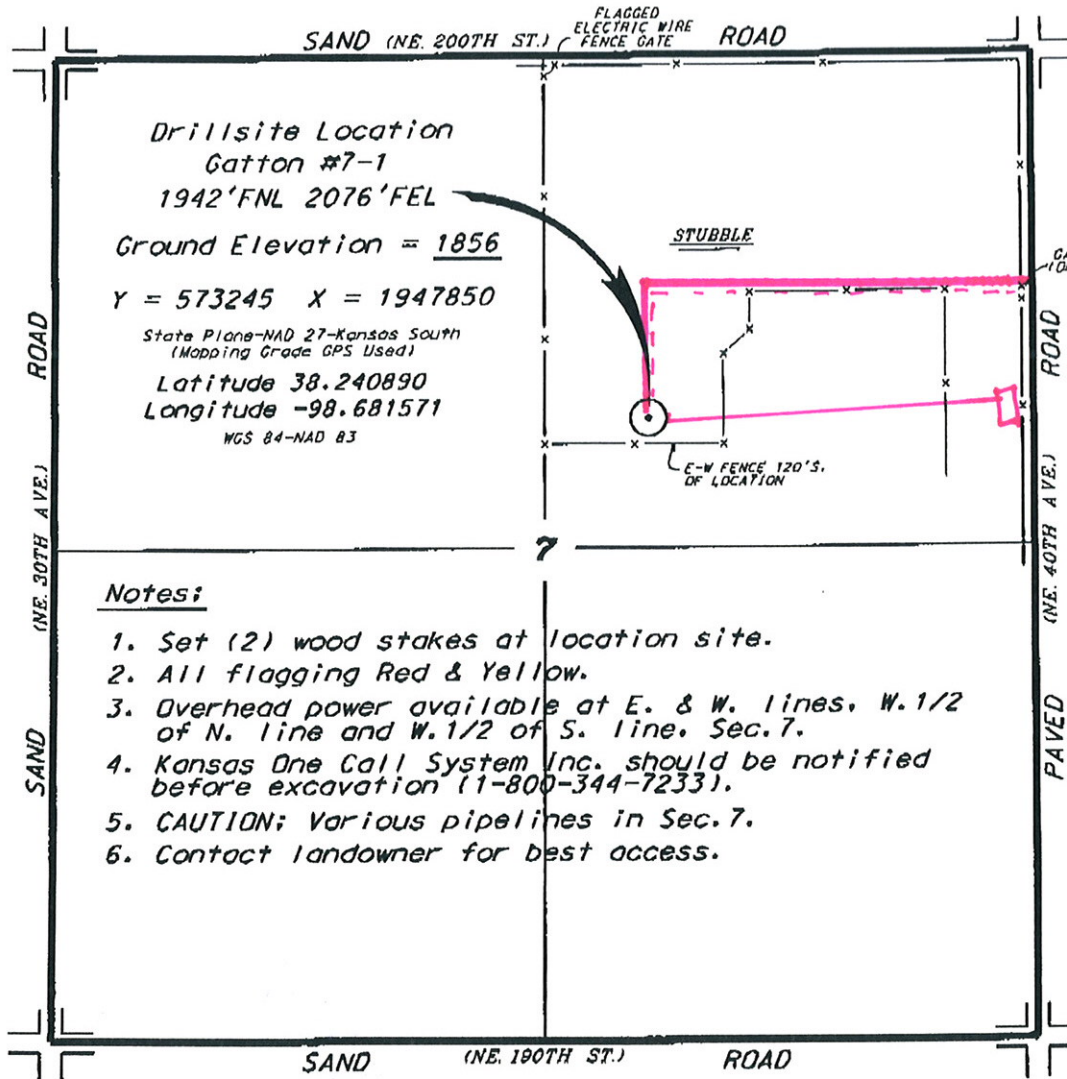 FLAGGED
ELECTRIC WIRE
FENCE GATE
SAND (NE. 200TH ST.) ROAD
Drillsite Location
Gatton #7-1
1942'FNL 2076'FEL
Ground Elevation = 1856
Y = 573245 X = 1947850
State Plane-NAD 27-Kansas South
(Mapping Grade GPS Used)
Latitude 38.240890
Longitude -98.681571
WGS 84-NAD 83
STUBBLE
E-W FENCE 120'S.
OF LOCATION
SAND (NE. 30TH AVE.) ROAD
PAVED (NE. 40TH AVE.) ROAD
7
Notes:
1. Set (2) wood stakes at location site.
2. All flagging Red & Yellow.
3. Overhead power available at E. & W. lines, W.1/2
of N. line and W.1/2 of S. line, Sec.7.
4. Kansas One Call System Inc. should be notified
before excavation (1-800-344-7233).
5. CAUTION: Various pipelines in Sec.7.
6. Contact landowner for best access.
SAND (NE. 190TH ST.) ROAD